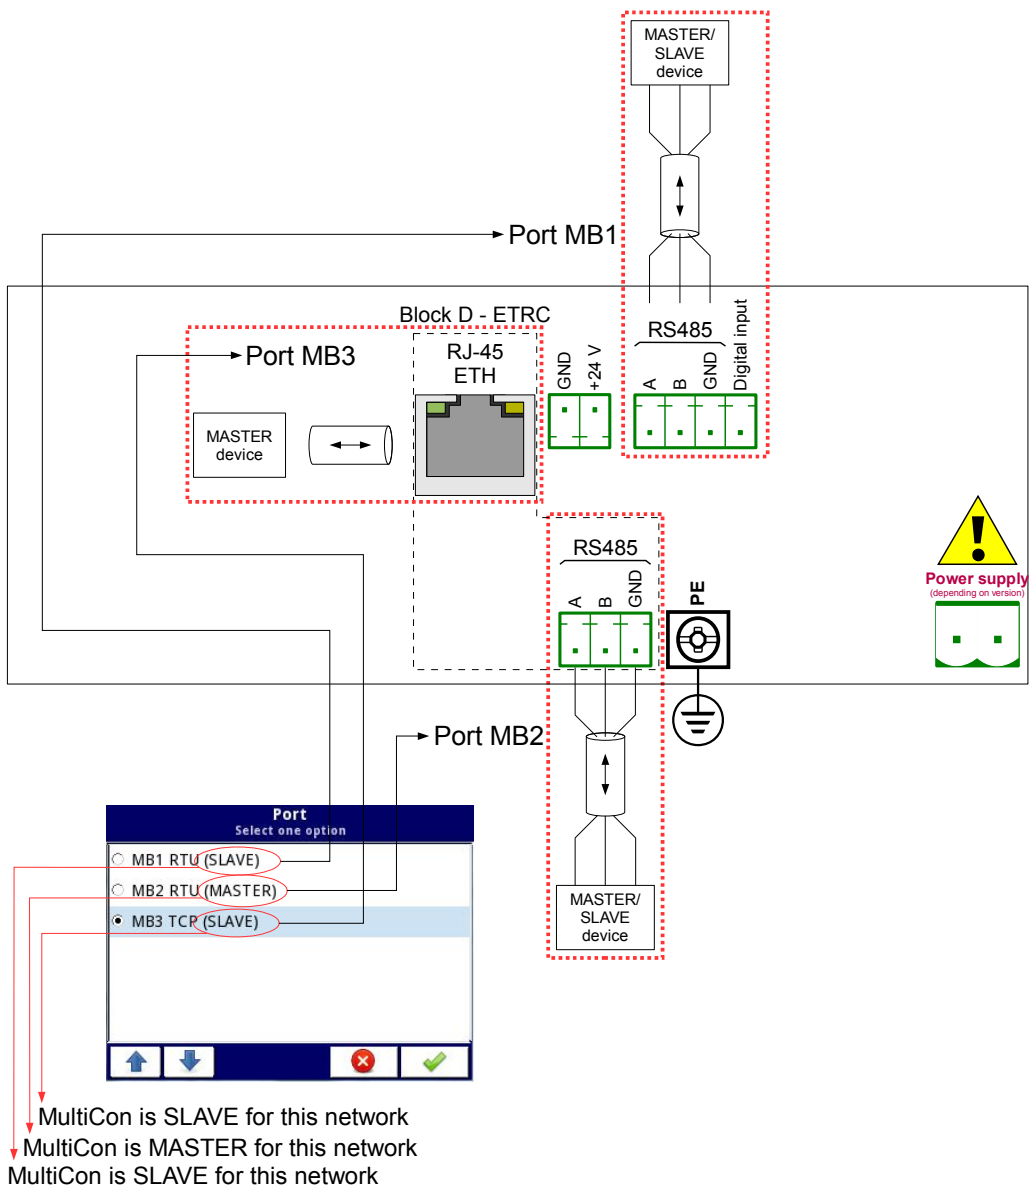 MASTER/
SLAVE
device
Port MB1
Block D - ETRC
Port MB3
RJ-45
ETH
GND
+24 V
RS485
A
B
GND
Digital input
MASTER
device
RS485
A
B
GND
PE
Power supply
(depending on version)
Port MB2
Port
Select one option
MB1 RTU (SLAVE)
MB2 RTU (MASTER)
MB3 TCP (SLAVE)
MASTER/
SLAVE
device
MultiCon is SLAVE for this network
MultiCon is MASTER for this network
MultiCon is SLAVE for this network